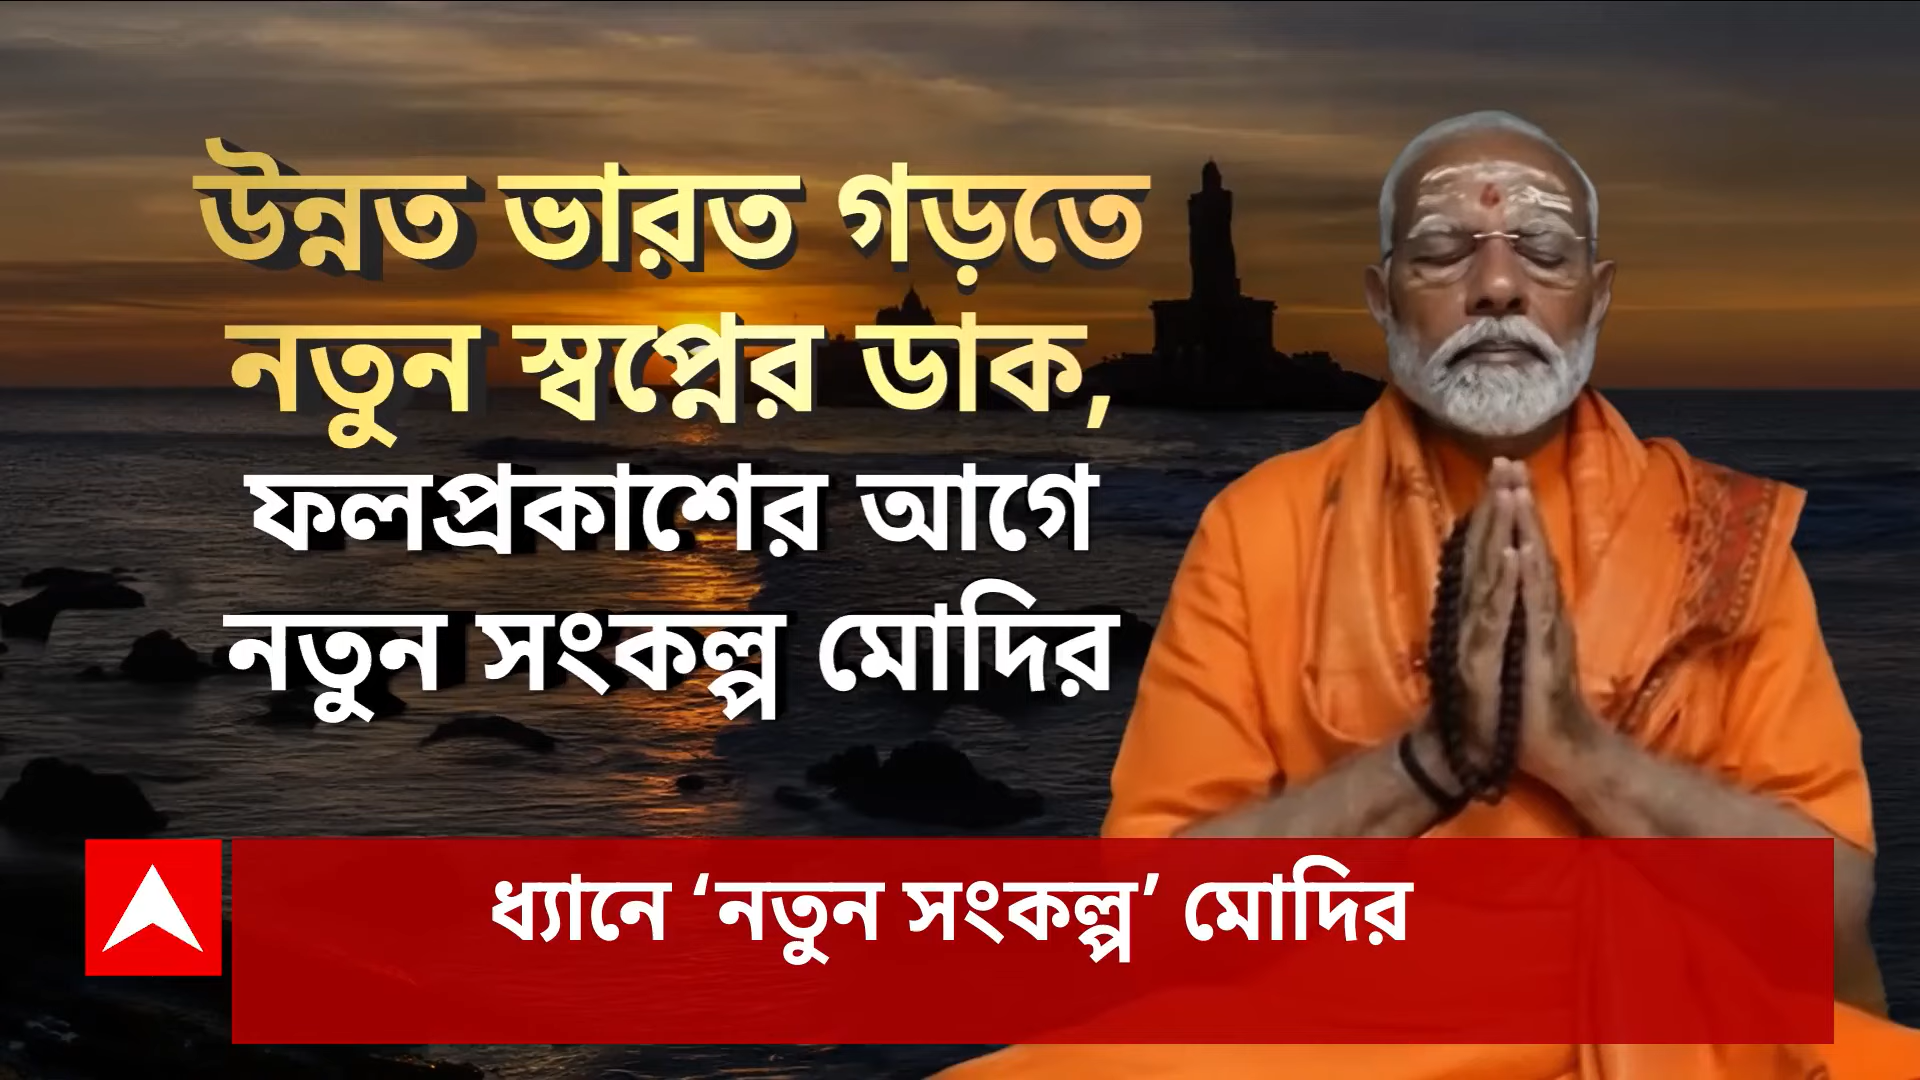 উন্নত ভারত গড়তে
নতুন স্বপ্নের ডাক,
ফলপ্রকাশের আগে
নতুন সংকল্প মোদির
ধ্যানে ‘নতুন সংকল্প’ মোদির